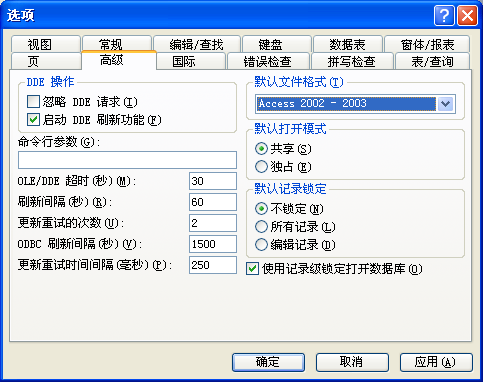 选项
视图 常规 编辑/查找 键盘 数据表 窗体/报表
页 高级 国际 错误检查 拼写检查 表/查询
DDE 操作
忽略 DDE 请求(I)
启动 DDE 刷新功能(F)
命令行参数(G):
OLE/DDE 超时(秒)(M): 30
刷新间隔(秒)(R): 60
更新重试的次数(U): 2
ODBC 刷新间隔(秒)(V): 1500
更新重试时间间隔(毫秒)(P): 250
默认文件格式(T)
Access 2002 - 2003
默认打开模式
共享(S)
独占(E)
默认记录锁定
不锁定(N)
所有记录(L)
编辑记录(D)
使用记录级锁定打开数据库(O)
确定 取消 应用(A)